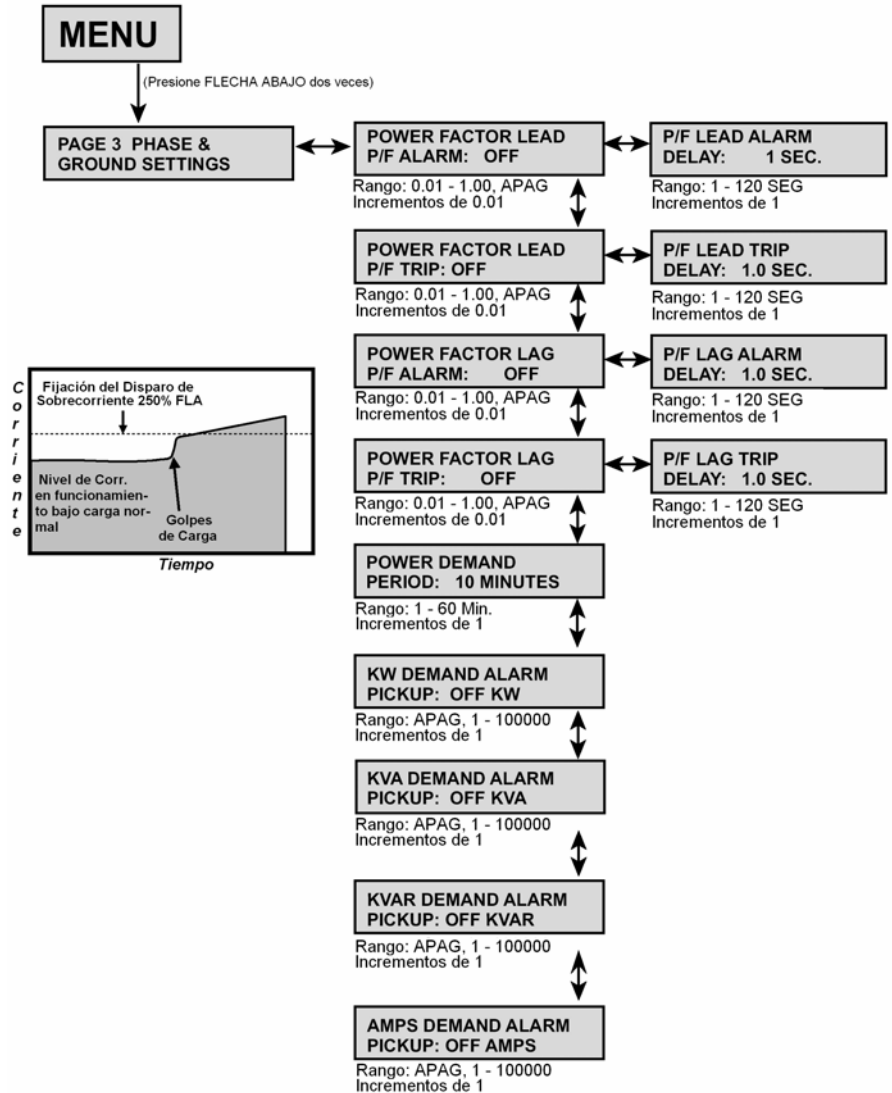 MENU
(Presione FLECHA ABAJO dos veces)
PAGE 3 PHASE &
GROUND SETTINGS
POWER FACTOR LEAD
P/F ALARM: OFF
Rango: 0.01 - 1.00, APAG
Incrementos de 0.01
P/F LEAD ALARM
DELAY: 1 SEC.
Rango: 1 - 120 SEG
Incrementos de 1
POWER FACTOR LEAD
P/F TRIP: OFF
Rango: 0.01 - 1.00, APAG
Incrementos de 0.01
P/F LEAD TRIP
DELAY: 1.0 SEC.
Rango: 1 - 120 SEG
Incrementos de 1
POWER FACTOR LAG
P/F ALARM: OFF
Rango: 0.01 - 1.00, APAG
Incrementos de 0.01
P/F LAG ALARM
DELAY: 1.0 SEC.
Rango: 1 - 120 SEG
Incrementos de 1
POWER FACTOR LAG
P/F TRIP: OFF
Rango: 0.01 - 1.00, APAG
Incrementos de 0.01
P/F LAG TRIP
DELAY: 1.0 SEC.
Rango: 1 - 120 SEG
Incrementos de 1
Corriente
Fijación del Disparo de
Sobrecorriente 250% FLA
Nivel de Corr.
en funcionamien-
to bajo carga nor-
mal
Golpes
de Carga
Tiempo
POWER DEMAND
PERIOD: 10 MINUTES
Rango: 1 - 60 Min.
Incrementos de 1
KW DEMAND ALARM
PICKUP: OFF KW
Rango: APAG, 1 - 100000
Incrementos de 1
KVA DEMAND ALARM
PICKUP: OFF KVA
Rango: APAG, 1 - 100000
Incrementos de 1
KVAR DEMAND ALARM
PICKUP: OFF KVAR
Rango: APAG, 1 - 100000
Incrementos de 1
AMPS DEMAND ALARM
PICKUP: OFF AMPS
Rango: APAG, 1 - 100000
Incrementos de 1